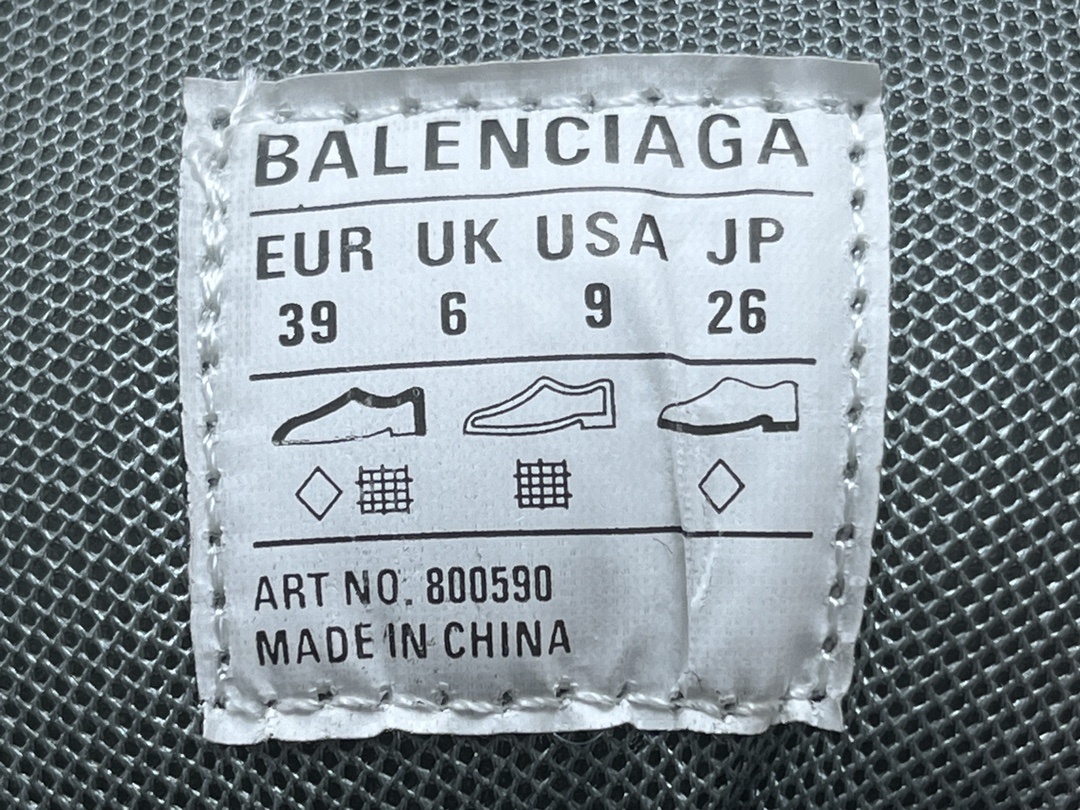 BALENCIAGA
EUR UK USA JP
39 6 9 26
ART NO. 800590
MADE IN CHINA